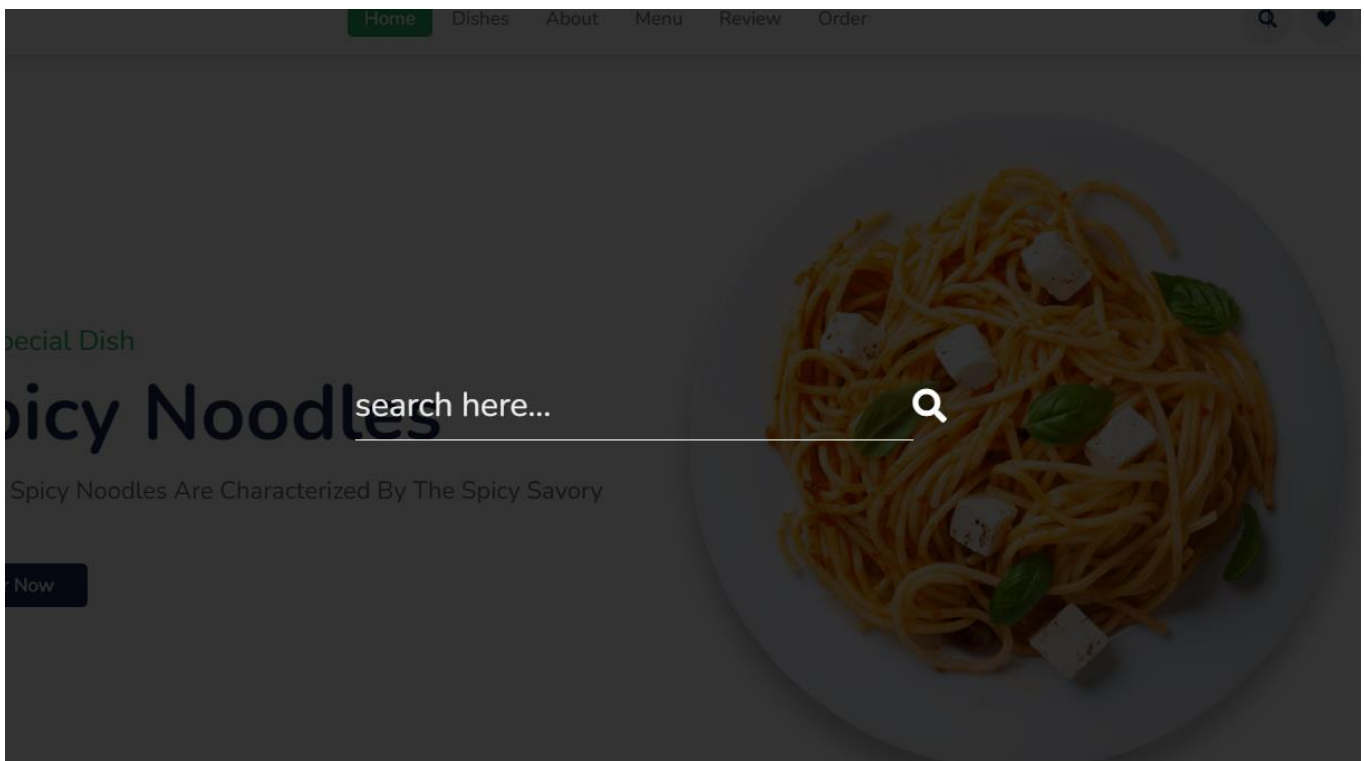 Home Dishes About Menu Review Order
pecial Dish
picy Noodles
search here...
Spicy Noodles Are Characterized By The Spicy Savory
r Now